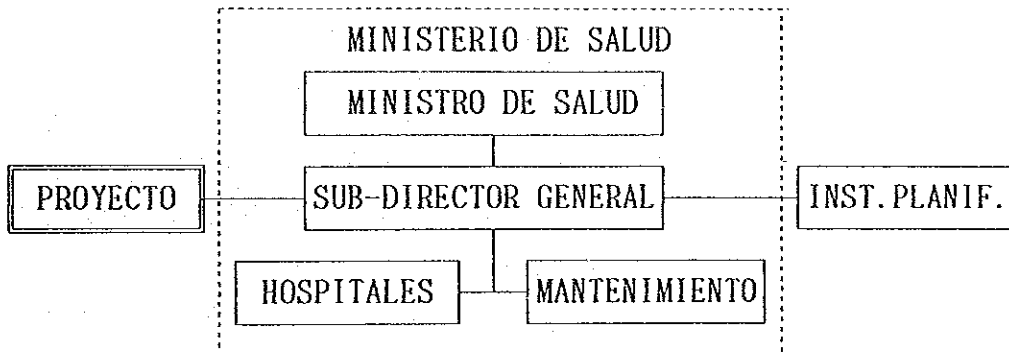 MINISTERIO DE SALUD
MINISTRO DE SALUD
PROYECTO
SUB-DIRECTOR GENERAL
INST.PLANIF.
HOSPITALES
MANTENIMIENTO